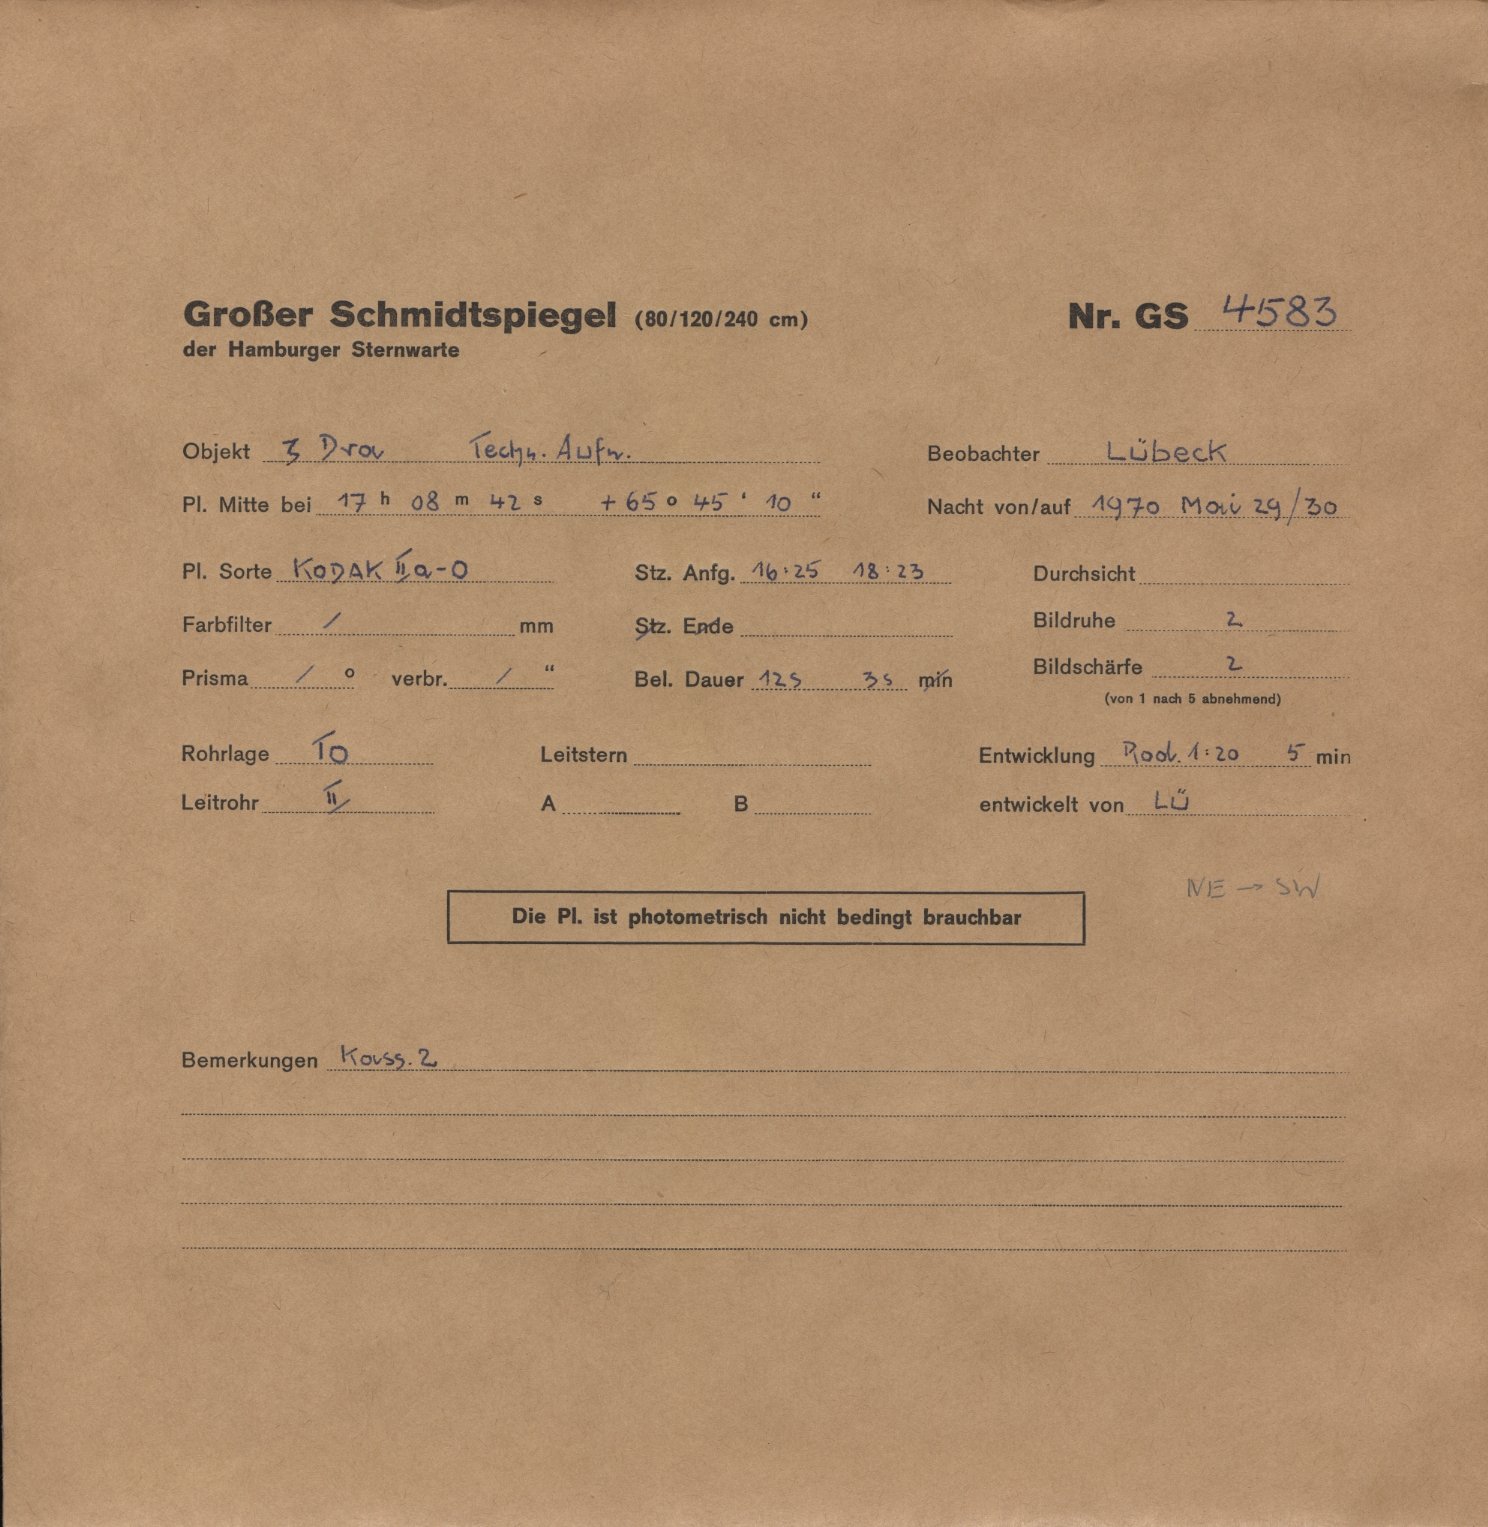 Großer Schmidtspiegel (80/120/240 cm) Nr. GS 4583
der Hamburger Sternwarte
Objekt ζ Dra Techn. Aufn. Beobachter Lübeck
Pl. Mitte bei 17 h 08 m 42 s + 65 o 45 ' 10 “ Nacht von/auf 1970 Mai 29/30
Pl. Sorte KODAK IIa-O Stz. Anfg. 16:25 18:23 Durchsicht
Farbfilter / mm Stz. Ende Bildruhe 2
Prisma / o verbr. / “ Bel. Dauer 12s 3s min Bildschärfe 2
(von 1 nach 5 abnehmend)
Rohrlage TO Leitstern Entwicklung Rod. 1:20 5 min
Leitrohr II A B entwickelt von LÜ
NE → SW
Die Pl. ist photometrisch nicht bedingt brauchbar
Bemerkungen Kass. 2